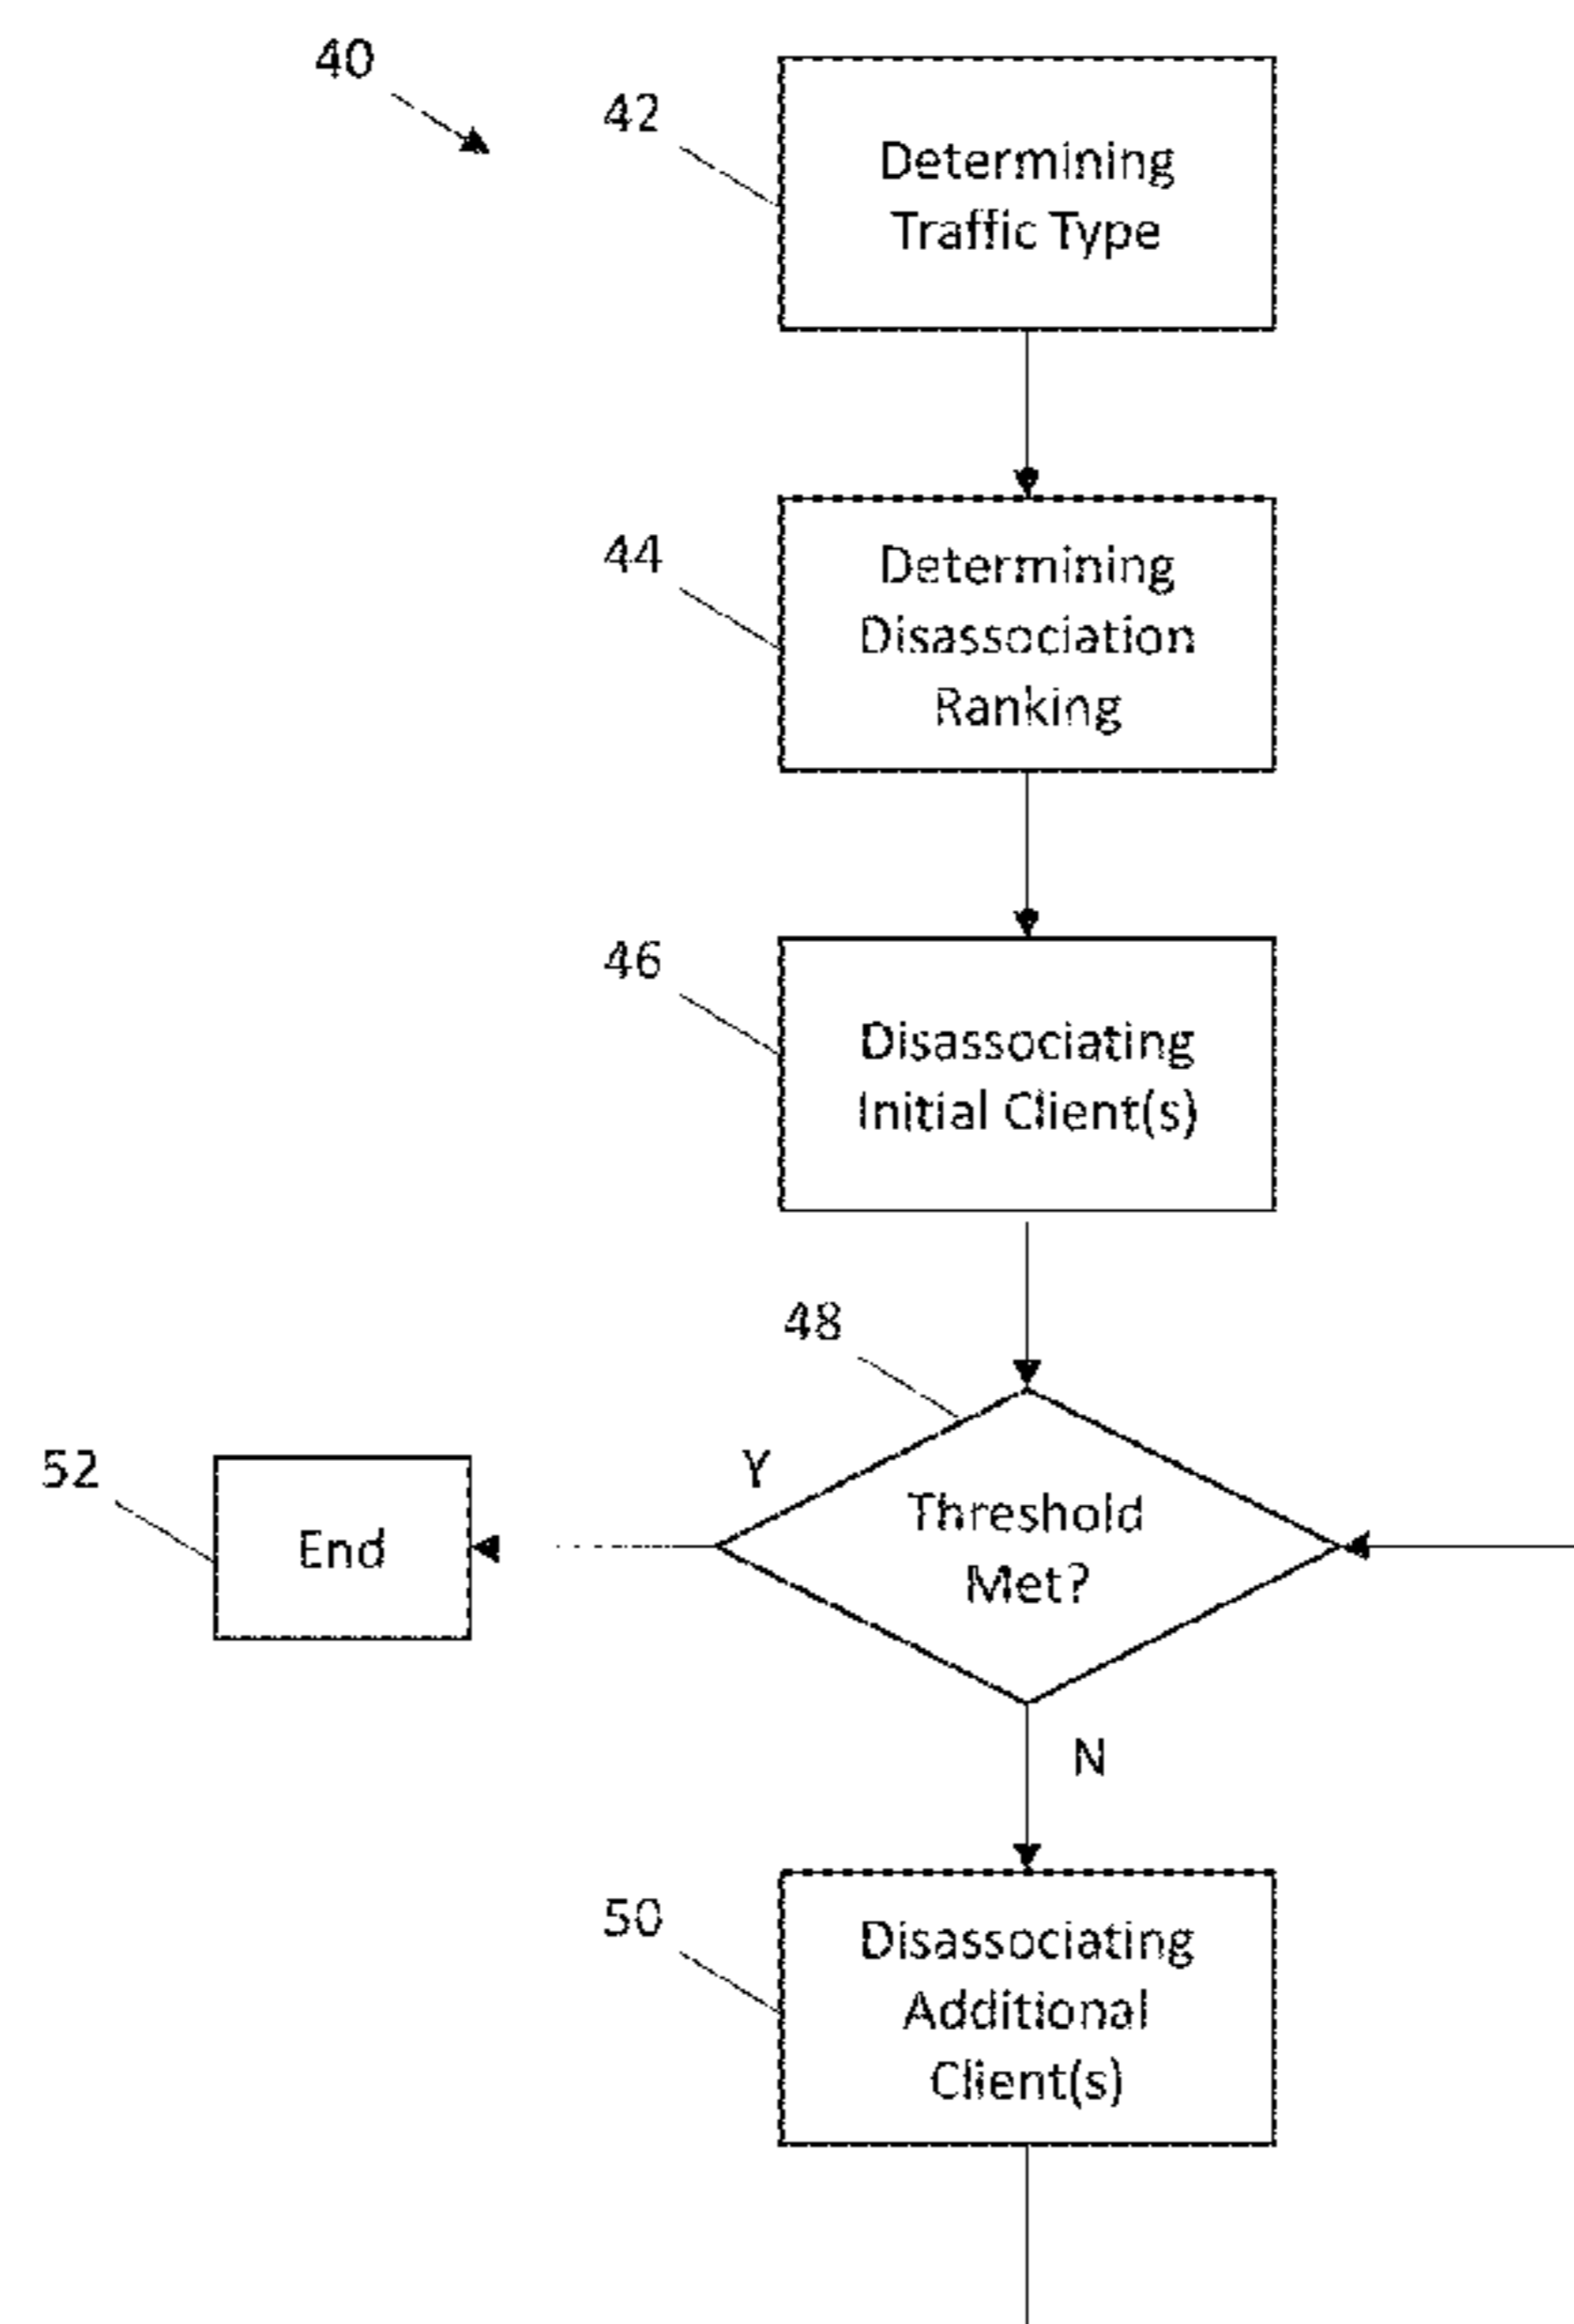 40
42
Determining
Traffic Type
44
Determining
Disassociation
Ranking
46
Disassociating
Initial Client(s)
48
Threshold
Met?
Y
52
End
N
50
Disassociating
Additional
Client(s)